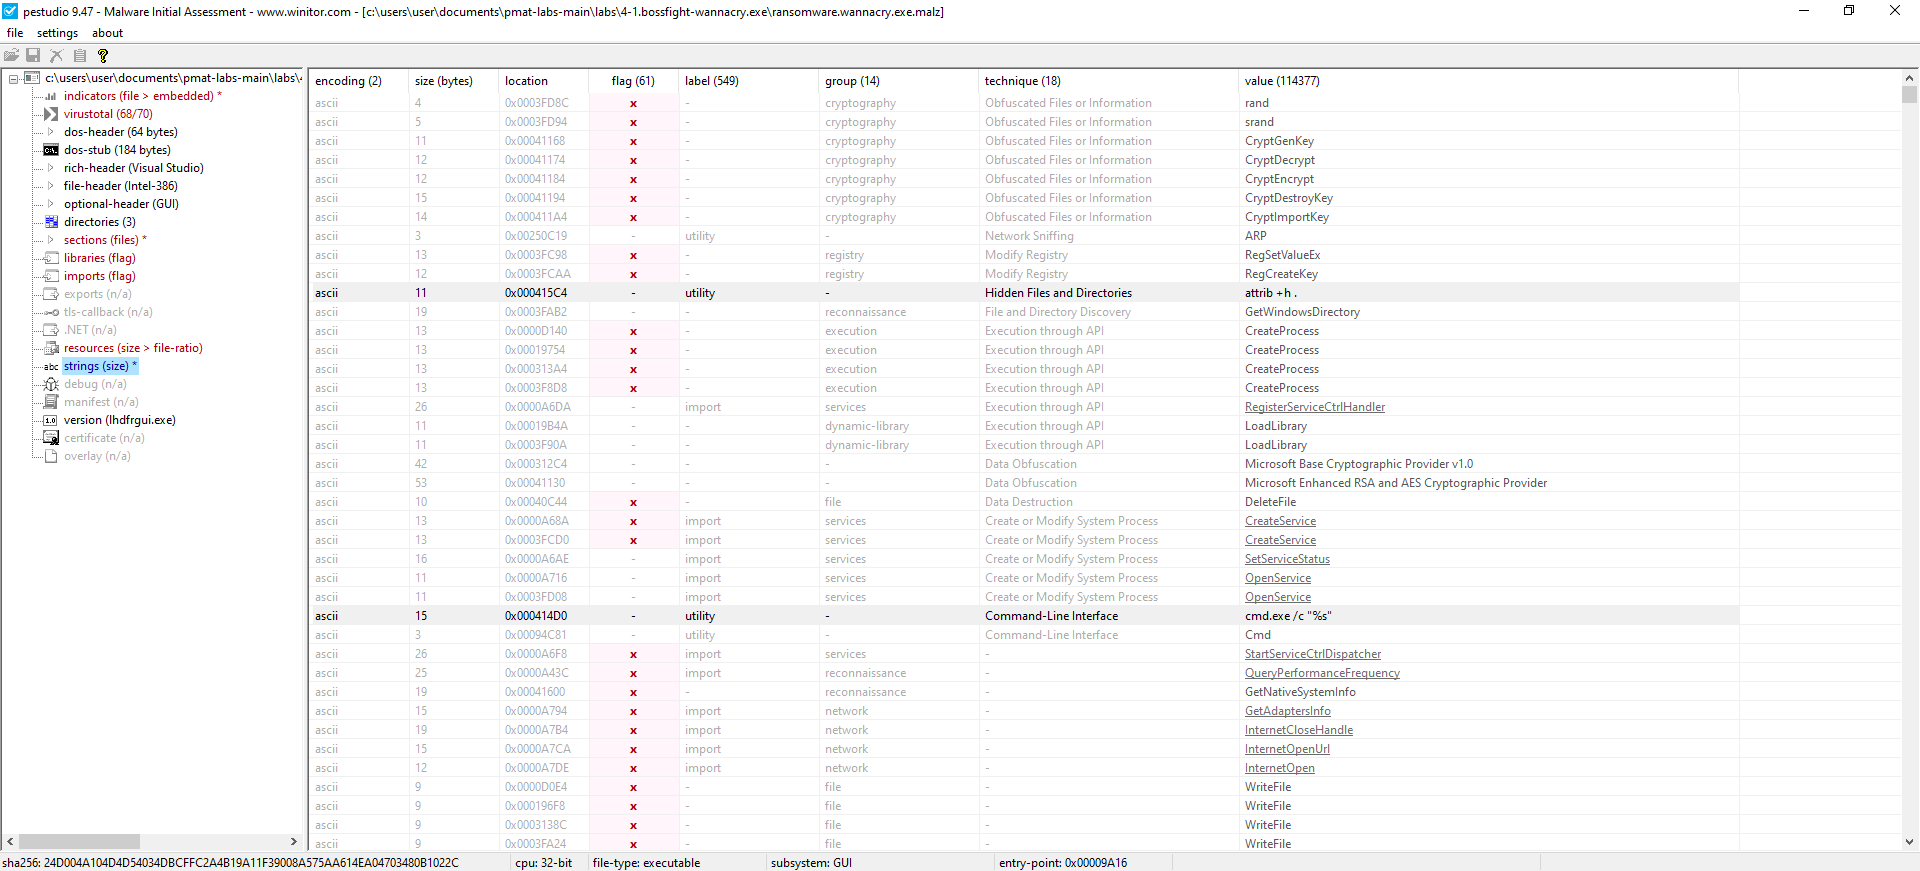 pestudio 9.47 - Malware Initial Assessment - www.winitor.com - [c:\users\user\documents\pmat-labs-main\labs\4-1.bossfight-wannacry.exe\ransomware.wannacry.exe.malz]
file settings about
c:\users\user\documents\pmat-labs-main\labs\4
indicators (file > embedded) *
virustotal (68/70)
dos-header (64 bytes)
dos-stub (184 bytes)
rich-header (Visual Studio)
file-header (Intel-386)
optional-header (GUI)
directories (3)
sections (files) *
libraries (flag)
imports (flag)
exports (n/a)
tls-callback (n/a)
.NET (n/a)
resources (size > file-ratio)
abc strings (size) *
debug (n/a)
manifest (n/a)
1.0 version (lhdfrgui.exe)
certificate (n/a)
overlay (n/a)
encoding (2) size (bytes) location flag (61) label (549) group (14) technique (18) value (114377)
ascii 4 0x0003FD8C x - cryptography Obfuscated Files or Information rand
ascii 5 0x0003FD94 x - cryptography Obfuscated Files or Information srand
ascii 11 0x00041168 x - cryptography Obfuscated Files or Information CryptGenKey
ascii 12 0x00041174 x - cryptography Obfuscated Files or Information CryptDecrypt
ascii 12 0x00041184 x - cryptography Obfuscated Files or Information CryptEncrypt
ascii 15 0x00041194 x - cryptography Obfuscated Files or Information CryptDestroyKey
ascii 14 0x000411A4 x - cryptography Obfuscated Files or Information CryptImportKey
ascii 3 0x00250C19 - utility - Network Sniffing ARP
ascii 13 0x0003FC98 x - registry Modify Registry RegSetValueEx
ascii 12 0x0003FCAA x - registry Modify Registry RegCreateKey
ascii 11 0x000415C4 - utility - Hidden Files and Directories attrib +h .
ascii 19 0x0003FAB2 - - reconnaissance File and Directory Discovery GetWindowsDirectory
ascii 13 0x0000D140 x - execution Execution through API CreateProcess
ascii 13 0x00019754 x - execution Execution through API CreateProcess
ascii 13 0x000313A4 x - execution Execution through API CreateProcess
ascii 13 0x0003F8D8 x - execution Execution through API CreateProcess
ascii 26 0x0000A6DA - import services Execution through API RegisterServiceCtrlHandler
ascii 11 0x00019B4A - - dynamic-library Execution through API LoadLibrary
ascii 11 0x0003F90A - - dynamic-library Execution through API LoadLibrary
ascii 42 0x000312C4 - - - Data Obfuscation Microsoft Base Cryptographic Provider v1.0
ascii 53 0x00041130 - - - Data Obfuscation Microsoft Enhanced RSA and AES Cryptographic Provider
ascii 10 0x00040C44 x - file Data Destruction DeleteFile
ascii 13 0x0000A68A x import services Create or Modify System Process CreateService
ascii 13 0x0003FCD0 x import services Create or Modify System Process CreateService
ascii 16 0x0000A6AE - import services Create or Modify System Process SetServiceStatus
ascii 11 0x0000A716 - import services Create or Modify System Process OpenService
ascii 11 0x0003FD08 - import services Create or Modify System Process OpenService
ascii 15 0x000414D0 - utility - Command-Line Interface cmd.exe /c "%s"
ascii 3 0x00094C81 - utility - Command-Line Interface Cmd
ascii 26 0x0000A6F8 x import services - StartServiceCtrlDispatcher
ascii 25 0x0000A43C x import reconnaissance - QueryPerformanceFrequency
ascii 19 0x00041600 x - reconnaissance - GetNativeSystemInfo
ascii 15 0x0000A794 x import network - GetAdaptersInfo
ascii 19 0x0000A7B4 x import network - InternetCloseHandle
ascii 15 0x0000A7CA x import network - InternetOpenUrl
ascii 12 0x0000A7DE x import network - InternetOpen
ascii 9 0x0000D0E4 x - file - WriteFile
ascii 9 0x000196F8 x - file - WriteFile
ascii 9 0x0003138C x - file - WriteFile
ascii 9 0x0003FA24 x - file - WriteFile
sha256: 24D004A104D4D54034DBCFFC2A4B19A11F39008A575AA614EA04703480B1022C cpu: 32-bit file-type: executable subsystem: GUI entry-point: 0x00009A16